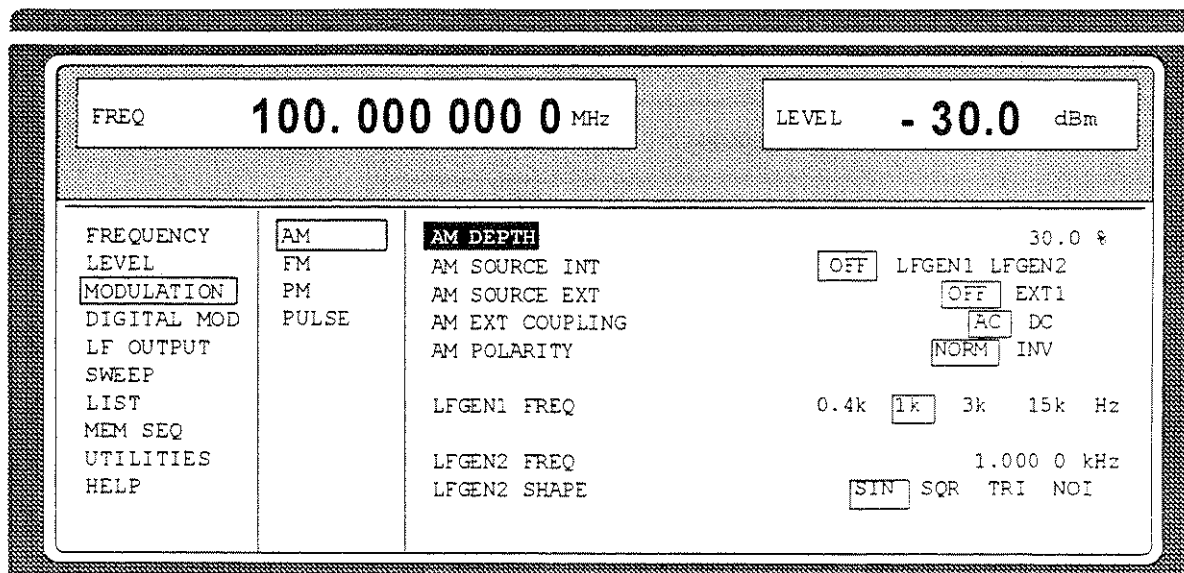 FREQ 100. 000 000 0 MHz LEVEL - 30.0 dBm
FREQUENCY AM AM DEPTH 30.0 %
LEVEL FM AM SOURCE INT OFF LFGEN1 LFGEN2
MODULATION PM AM SOURCE EXT OFF EXT1
DIGITAL MOD PULSE AM EXT COUPLING AC DC
LF OUTPUT AM POLARITY NORM INV
SWEEP
LIST LFGEN1 FREQ 0.4k 1k 3k 15k Hz
MEM SEQ
UTILITIES LFGEN2 FREQ 1.000 0 kHz
HELP LFGEN2 SHAPE SIN SQR TRI NOI